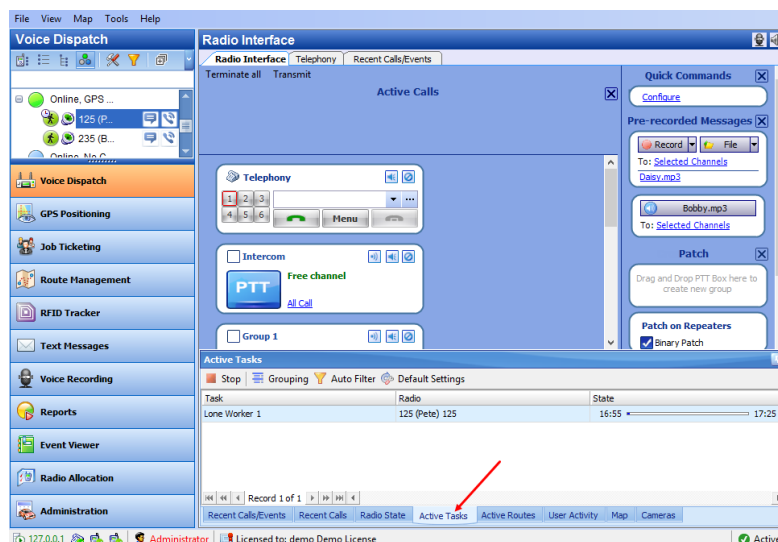 File View Map Tools Help
Voice Dispatch
Radio Interface
Radio Interface Telephony Recent Calls/Events
Terminate all Transmit
Active Calls
Quick Commands
Configure
Online, GPS ...
125 (P...
235 (B...
Online, No G
Pre-recorded Messages
Record File
To: Selected Channels
Daisy.mp3
Bobby.mp3
To: Selected Channels
Patch
Drag and Drop PTT Box here to
create new group
Patch on Repeaters
Binary Patch
Telephony
1 2 3
4 5 6 Menu
Intercom
PTT
Free channel
All Call
Group 1
Voice Dispatch
GPS Positioning
Job Ticketing
Route Management
RFID Tracker
Text Messages
Voice Recording
Reports
Event Viewer
Radio Allocation
Administration
Active Tasks
Stop Grouping Auto Filter Default Settings
Task Radio State
Lone Worker 1 125 (Pete) 125 16:55 17:25
Record 1 of 1
Recent Calls/Events Recent Calls Radio State Active Tasks Active Routes User Activity Map Cameras
127.0.0.1 Administrator Licensed to: demo Demo License Active